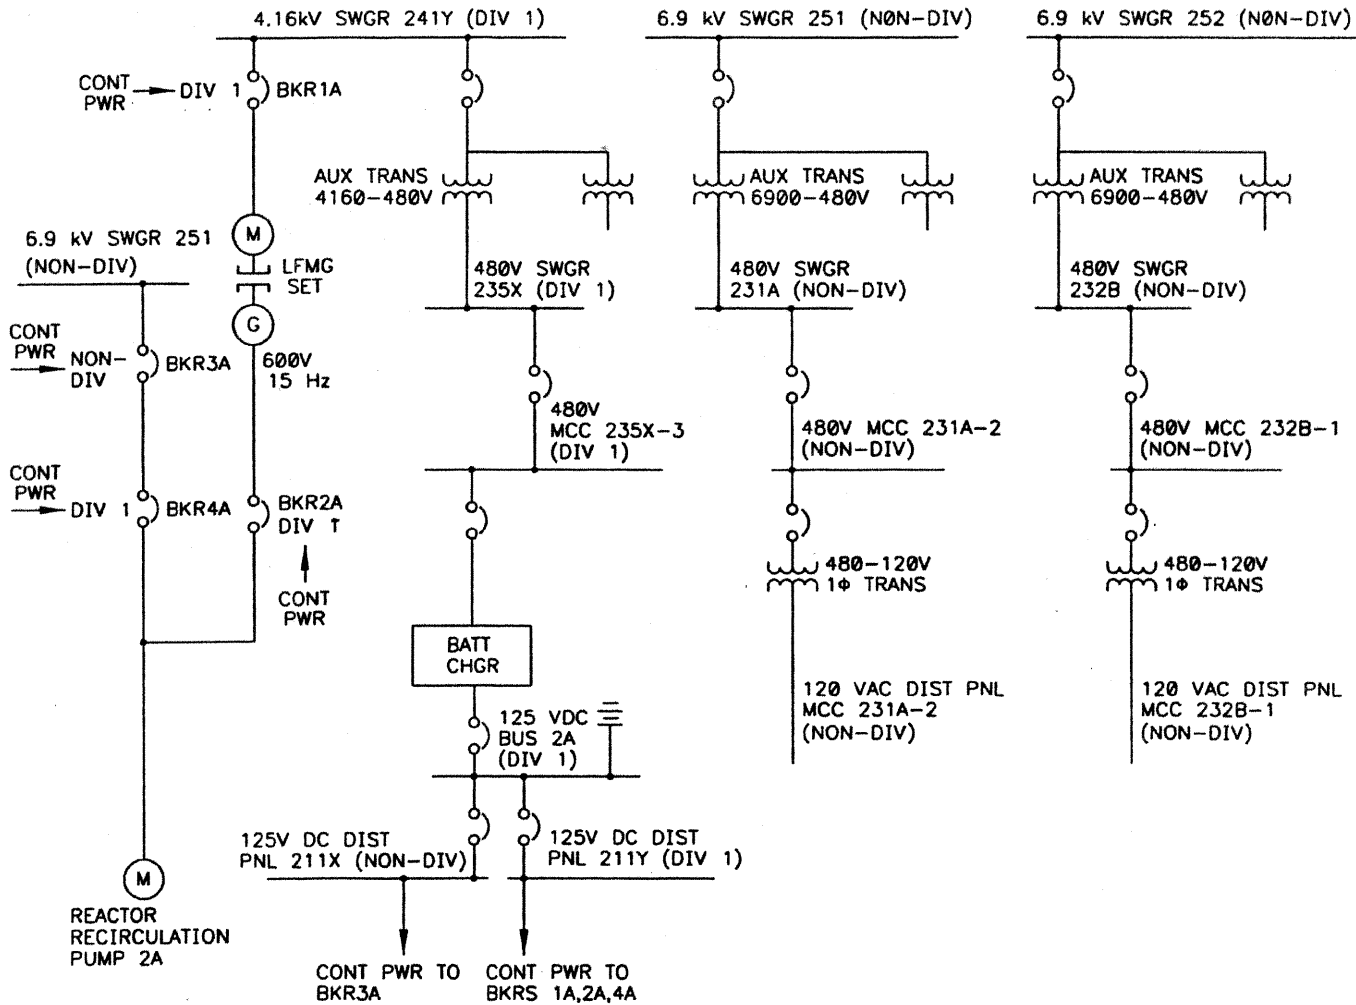 4.16kV SWGR 241Y (DIV 1)
6.9 kV SWGR 251 (NØN-DIV)
6.9 kV SWGR 252 (NØN-DIV)
CONT
PWR
DIV 1
BKR1A
AUX TRANS
4160-480V
AUX TRANS
6900-480V
AUX TRANS
6900-480V
6.9 kV SWGR 251
(NON-DIV)
M
LFMG
SET
G
600V
15 Hz
480V SWGR
235X (DIV 1)
480V SWGR
231A (NON-DIV)
480V SWGR
232B (NON-DIV)
CONT
PWR
NON-
DIV
BKR3A
480V
MCC 235X-3
(DIV 1)
480V MCC 231A-2
(NON-DIV)
480V MCC 232B-1
(NON-DIV)
CONT
PWR
DIV 1
BKR4A
BKR2A
DIV 1
CONT
PWR
480-120V
1Φ TRANS
480-120V
1Φ TRANS
BATT
CHGR
125 VDC
BUS 2A
(DIV 1)
120 VAC DIST PNL
MCC 231A-2
(NON-DIV)
120 VAC DIST PNL
MCC 232B-1
(NON-DIV)
125V DC DIST
PNL 211X (NON-DIV)
125V DC DIST
PNL 211Y (DIV 1)
M
REACTOR
RECIRCULATION
PUMP 2A
CONT PWR TO
BKR3A
CONT PWR TO
BKRS 1A,2A,4A